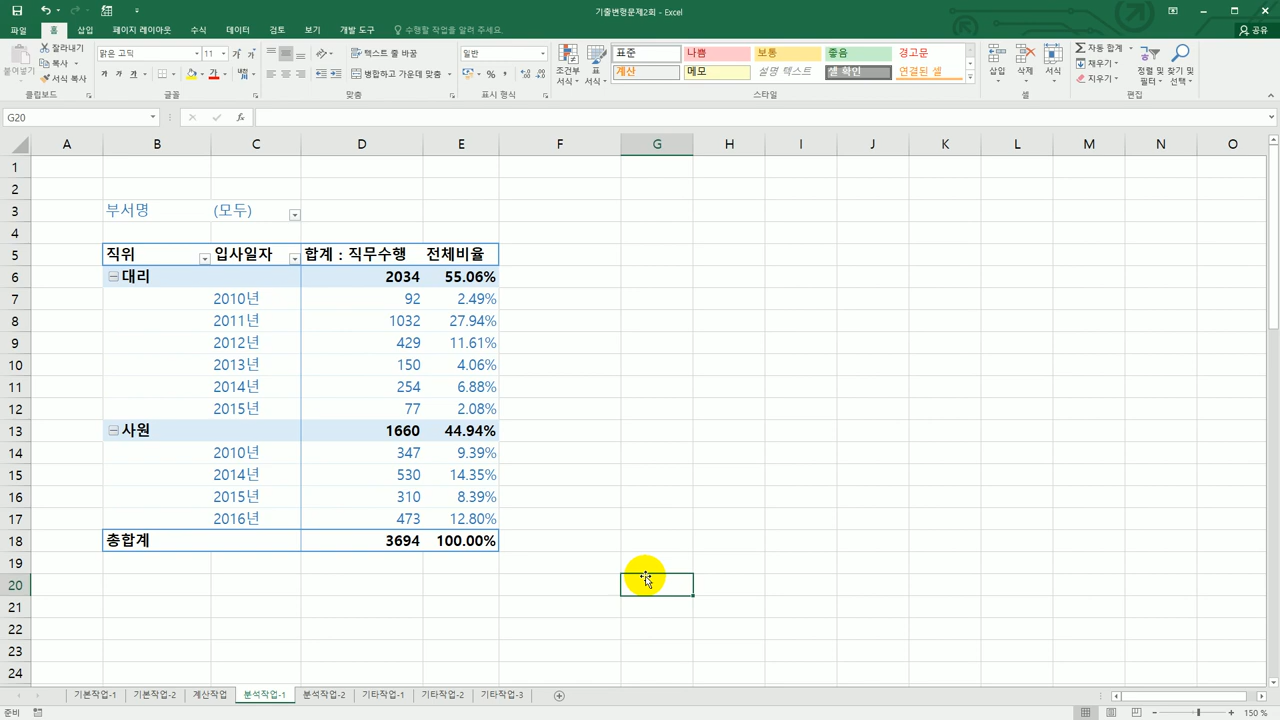 기출변형문제2회 - Excel
파일 홈 삽입 페이지 레이아웃 수식 데이터 검토 보기 개발 도구 수행할 작업을 알려 주세요. 공유
붙여넣기 잘라내기 복사 서식 복사 클립보드
맑은 고딕 11 가 가 가 가 가 글꼴
텍스트 줄 바꿈 병합하고 가운데 맞춤 맞춤
일반 표시 형식
조건부 서식 표 서식 표준 나쁨 보통 좋음 경고문
계산 메모 설명 텍스트 셀 확인 연결된 셀 스타일
삽입 삭제 서식 셀
자동 합계 채우기 지우기 정렬 및 필터 찾기 및 선택 편집
G20 fx
A B C D E F G H I J K L M N O
1
2
3 부서명 (모두)
4
5 직위 입사일자 합계 : 직무수행 전체비율
6 대리 2034 55.06%
7 2010년 92 2.49%
8 2011년 1032 27.94%
9 2012년 429 11.61%
10 2013년 150 4.06%
11 2014년 254 6.88%
12 2015년 77 2.08%
13 사원 1660 44.94%
14 2010년 347 9.39%
15 2014년 530 14.35%
16 2015년 310 8.39%
17 2016년 473 12.80%
18 총합계 3694 100.00%
19
20
21
22
23
24
기본작업-1 기본작업-2 계산작업 분석작업-1 분석작업-2 기타작업-1 기타작업-2 기타작업-3
준비 150 %